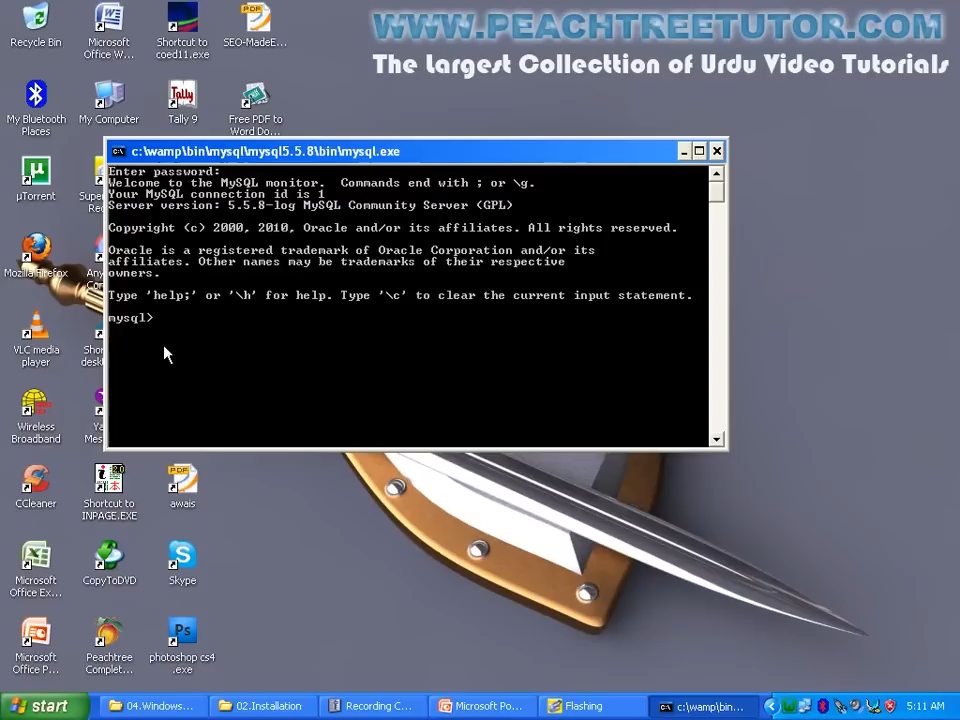 WWW.PEACHTREETUTOR.COM
The Largest Collecttion of Urdu Video Tutorials
Recycle Bin
Microsoft Office W...
Shortcut to coed11.exe
SEO-MadeE...
My Bluetooth Places
My Computer
Tally 9
Free PDF to Word Do...
c:\wamp\bin\mysql\mysql5.5.8\bin\mysql.exe
Enter password:
Welcome to the MySQL monitor.  Commands end with ; or \g.
Your MySQL connection id is 1
Server version: 5.5.8-log MySQL Community Server (GPL)
Copyright (c) 2000, 2010, Oracle and/or its affiliates. All rights reserved.
Oracle is a registered trademark of Oracle Corporation and/or its
affiliates. Other names may be trademarks of their respective
owners.
Type 'help;' or '\h' for help. Type '\c' to clear the current input statement.
mysql>
µTorrent
Mozilla Firefox
VLC media player
Wireless Broadband
CCleaner
Shortcut to INPAGE.EXE
awais
Microsoft Office Ex...
CopyToDVD
Skype
Microsoft Office P...
Peachtree Complet...
photoshop cs4 .exe
start
04.Windows...
02.Installation
Recording C...
Microsoft Po...
Flashing
c:\wamp\bin...
5:11 AM